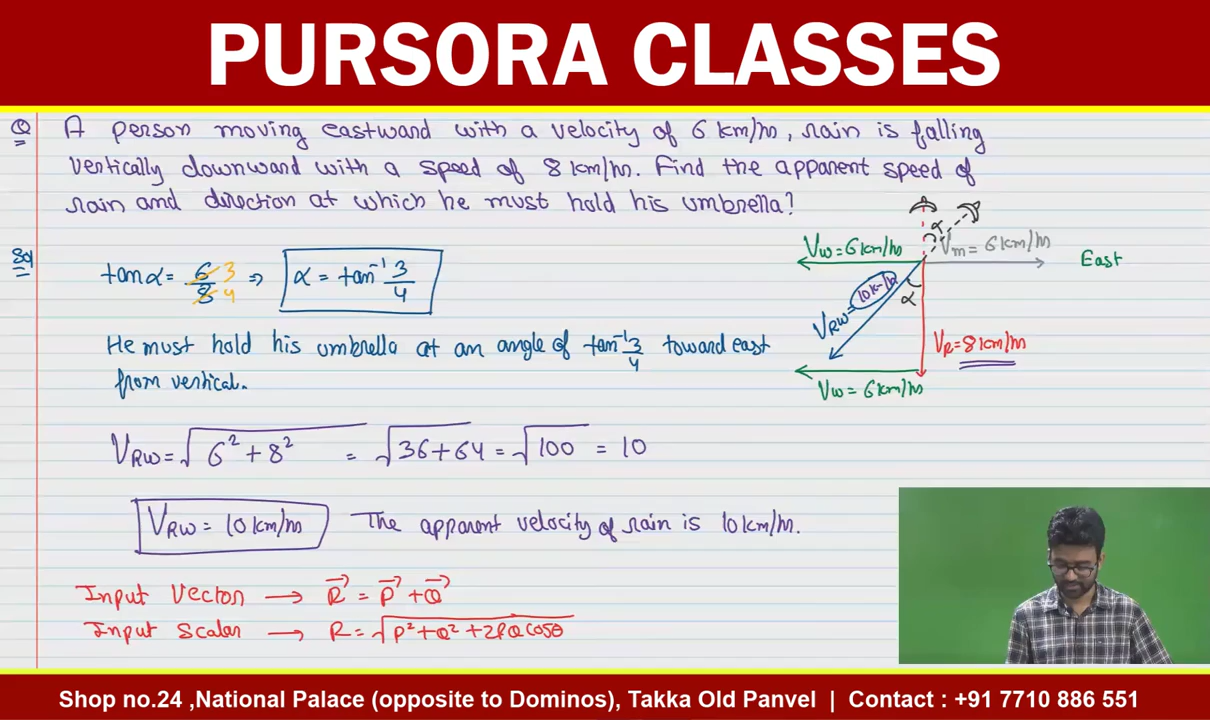 PURSORA CLASSES
Q A person moving eastward with a velocity of 6 km/hr, rain is falling
vertically downward with a speed of 8 km/hr. Find the apparent speed of
rain and direction at which he must hold his umbrella?
Solⁿ
tanα = 6/8 3/4 ⇒ α = tan⁻¹ 3/4
He must hold his umbrella at an angle of tan⁻¹ 3/4 toward east
from vertical.
V_RW = √6² + 8² = √36+64 = √100 = 10
V_RW = 10 km/hr The apparent velocity of rain is 10 km/hr.
Input Vector → R⃗ = P⃗ + Q⃗
Input Scalar → R = √P² + Q² + 2PQ cosθ
α
Vw = 6 km/hr
Vm = 6 km/hr
East
V_RW = 10 km/hr
α
V_R = 8 km/hr
Vw = 6 km/hr
Shop no.24 ,National Palace (opposite to Dominos), Takka Old Panvel | Contact : +91 7710 886 551